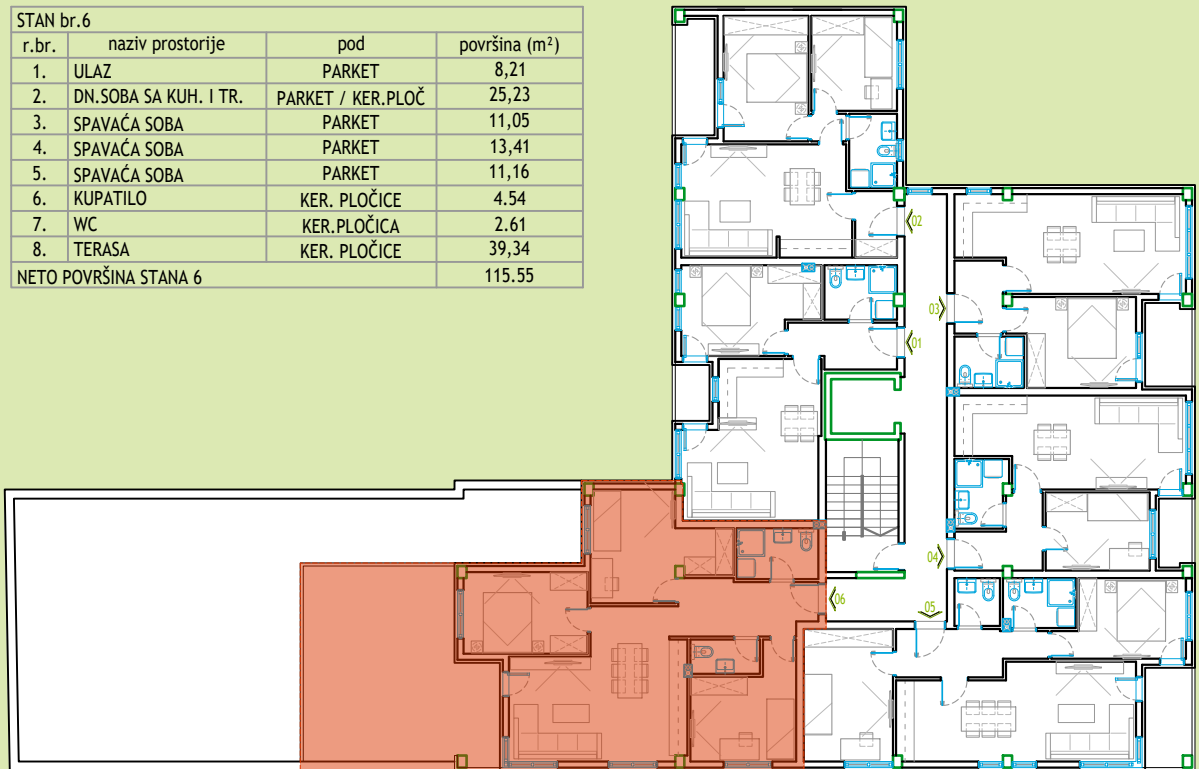 STAN br.6
r.br. naziv prostorije pod površina (m²)
1. ULAZ PARKET 8,21
2. DN.SOBA SA KUH. I TR. PARKET / KER.PLOČ 25,23
3. SPAVAĆA SOBA PARKET 11,05
4. SPAVAĆA SOBA PARKET 13,41
5. SPAVAĆA SOBA PARKET 11,16
6. KUPATILO KER. PLOČICE 4.54
7. WC KER.PLOČICA 2.61
8. TERASA KER. PLOČICE 39,34
NETO POVRŠINA STANA 6 115.55
02
03
01
04
06
05